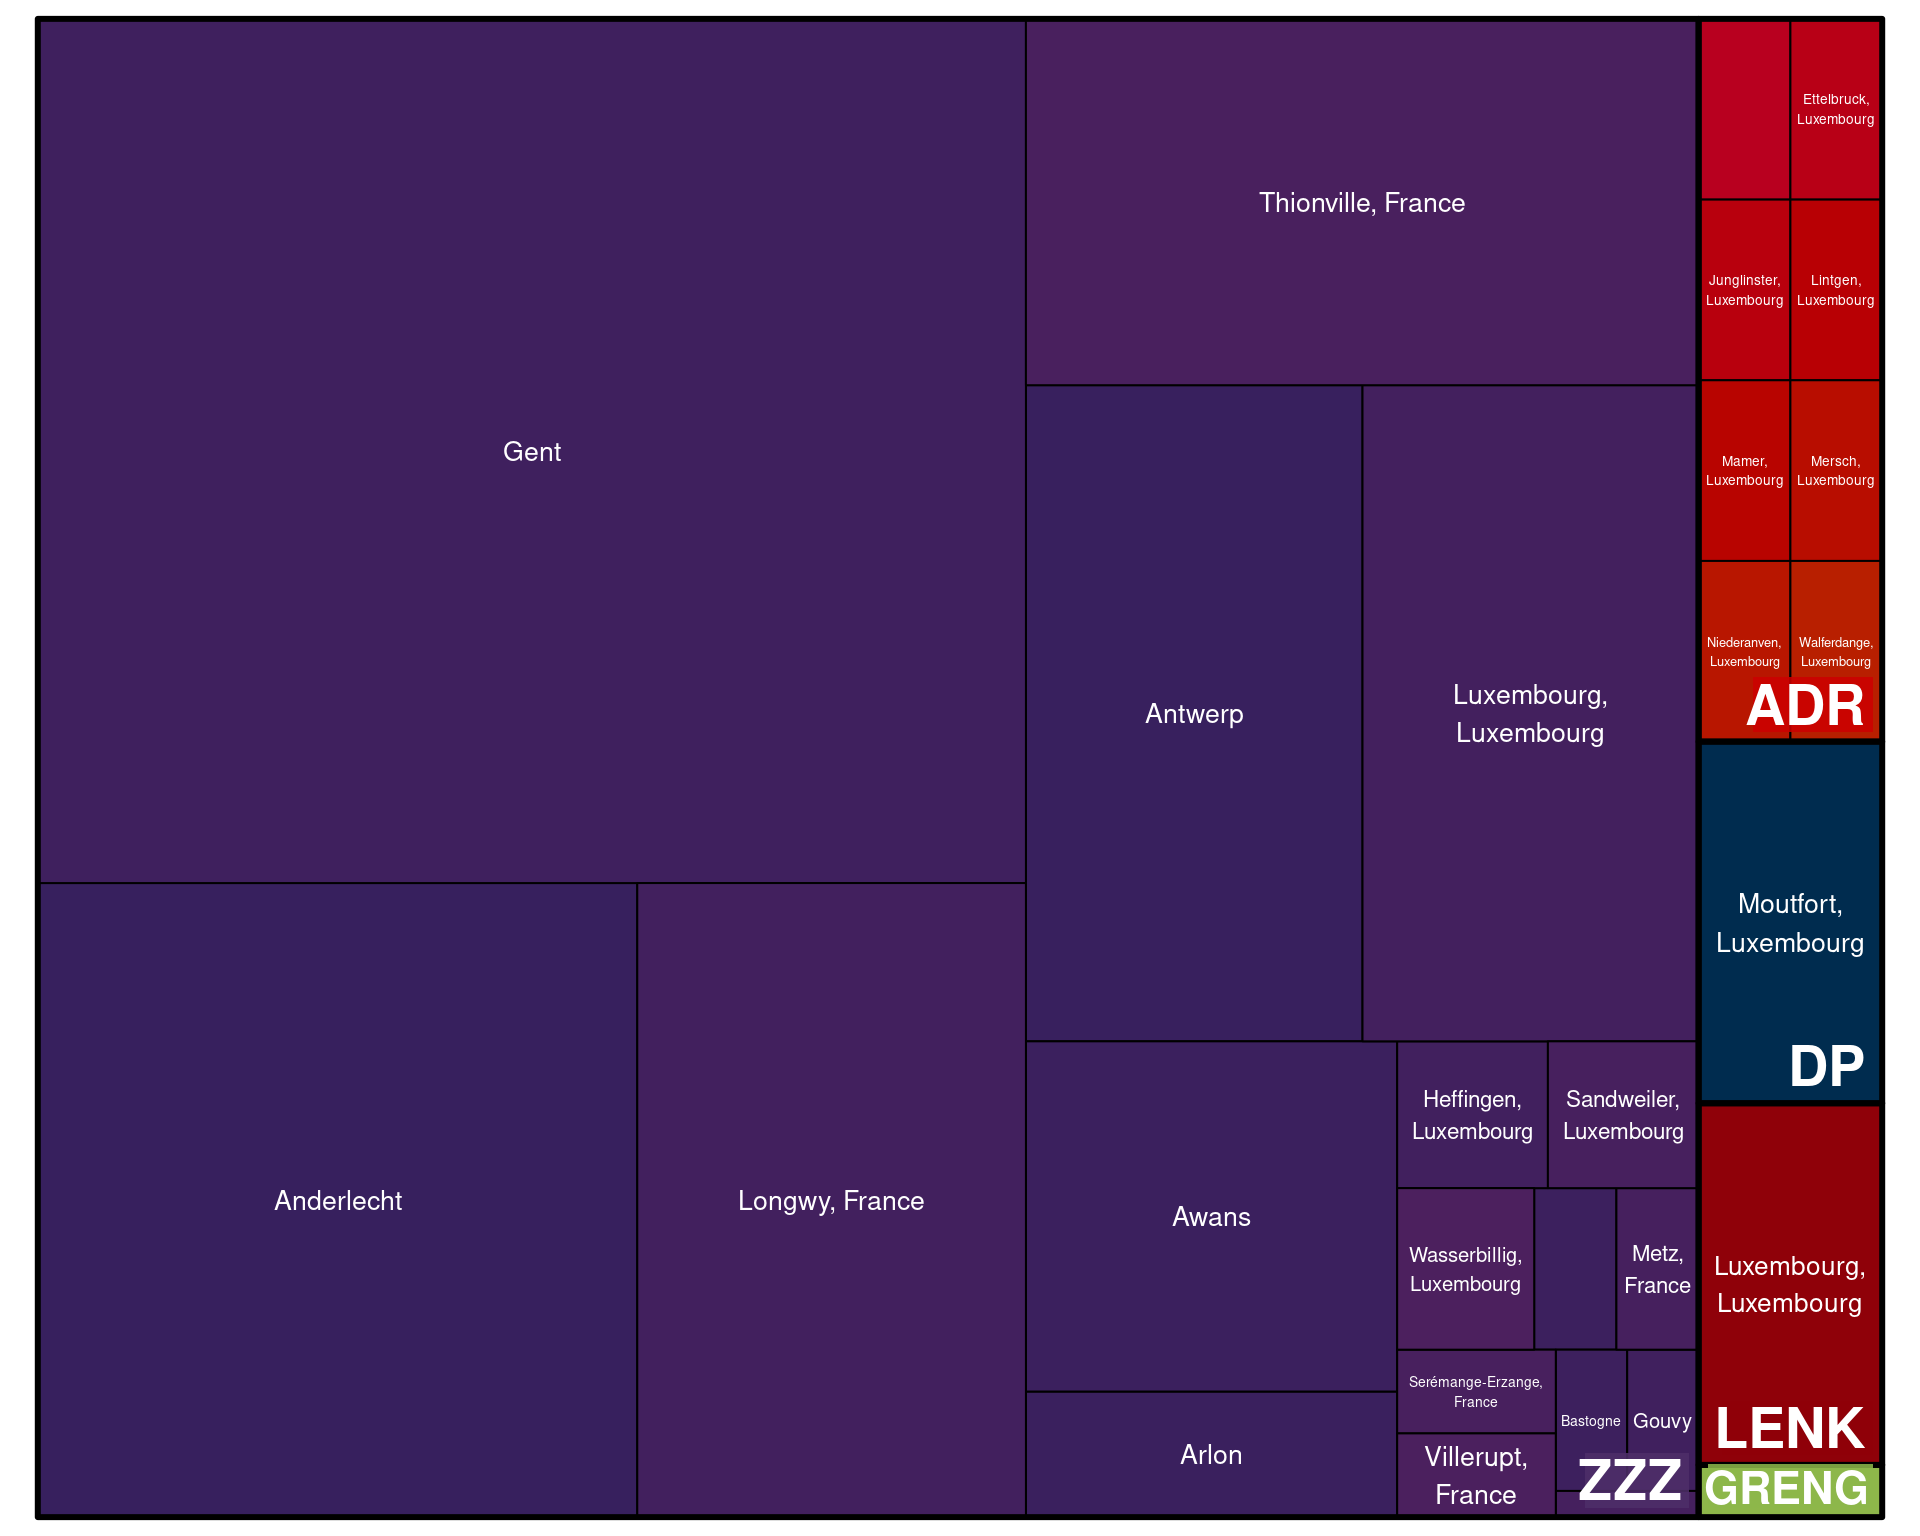 Gent
Thionville, France
Ettelbruck,
Luxembourg
Junglinster,
Luxembourg
Lintgen,
Luxembourg
Mamer,
Luxembourg
Mersch,
Luxembourg
Niederanven,
Luxembourg
Walferdange,
Luxembourg
ADR
Antwerp
Luxembourg,
Luxembourg
Moutfort,
Luxembourg
DP
Anderlecht
Longwy, France
Awans
Heffingen,
Luxembourg
Sandweiler,
Luxembourg
Wasserbillig,
Luxembourg
Metz,
France
Serémange-Erzange,
France
Bastogne
Gouvy
Arlon
Villerupt,
France
ZZZ
Luxembourg,
Luxembourg
LENK
GRENG